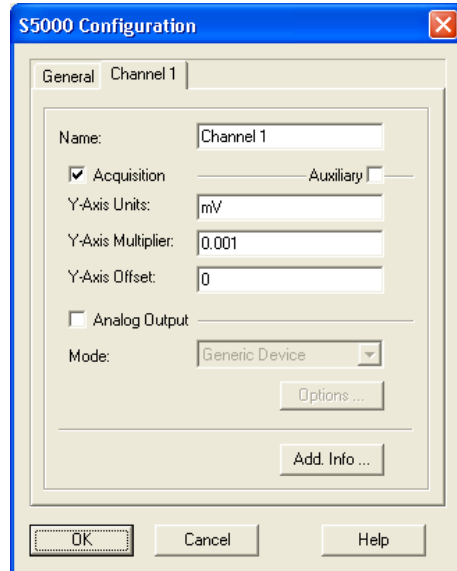 S5000 Configuration
General Channel 1
Name: Channel 1
Acquisition Auxiliary
Y-Axis Units: mV
Y-Axis Multiplier: 0.001
Y-Axis Offset: 0
Analog Output
Mode: Generic Device
Options ...
Add. Info ...
OK Cancel Help